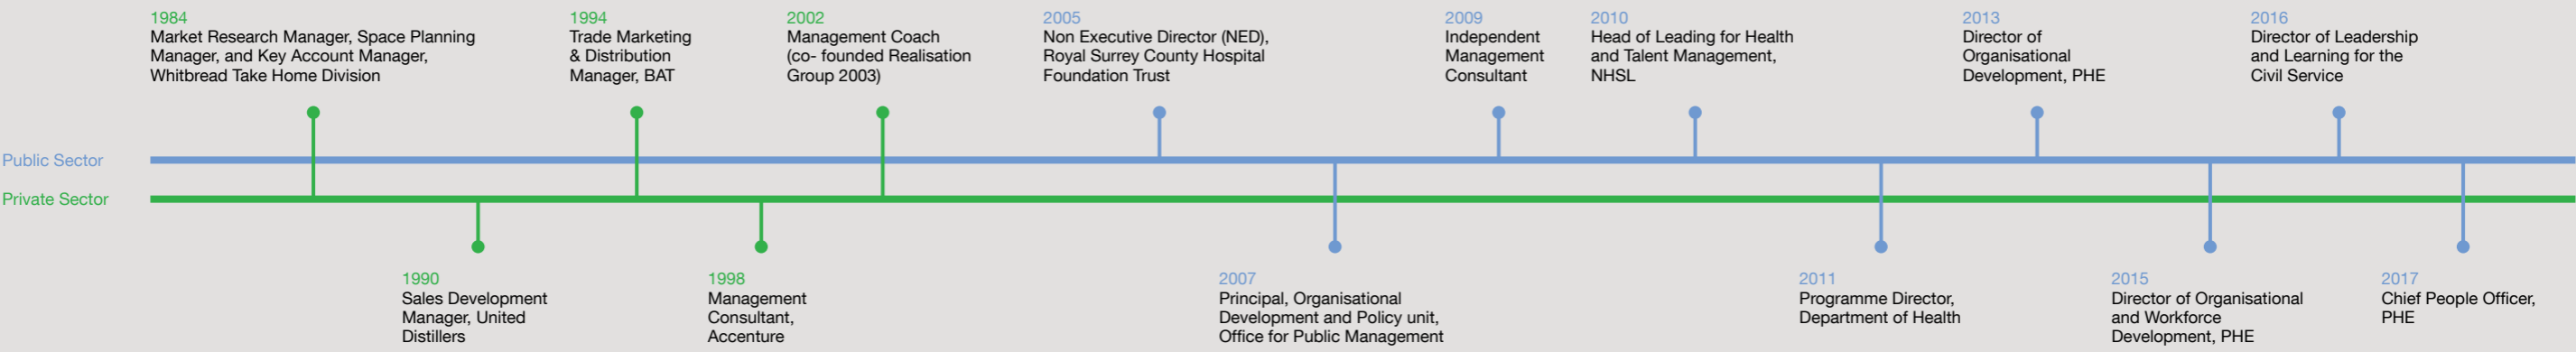 1984
Market Research Manager, Space Planning
Manager, and Key Account Manager,
Whitbread Take Home Division
1994
Trade Marketing
& Distribution
Manager, BAT
2002
Management Coach
(co- founded Realisation
Group 2003)
2005
Non Executive Director (NED),
Royal Surrey County Hospital
Foundation Trust
2009
Independent
Management
Consultant
2010
Head of Leading for Health
and Talent Management,
NHSL
2013
Director of
Organisational
Development, PHE
2016
Director of Leadership
and Learning for the
Civil Service
Public Sector
Private Sector
1990
Sales Development
Manager, United
Distillers
1998
Management
Consultant,
Accenture
2007
Principal, Organisational
Development and Policy unit,
Office for Public Management
2011
Programme Director,
Department of Health
2015
Director of Organisational
and Workforce
Development, PHE
2017
Chief People Officer,
PHE